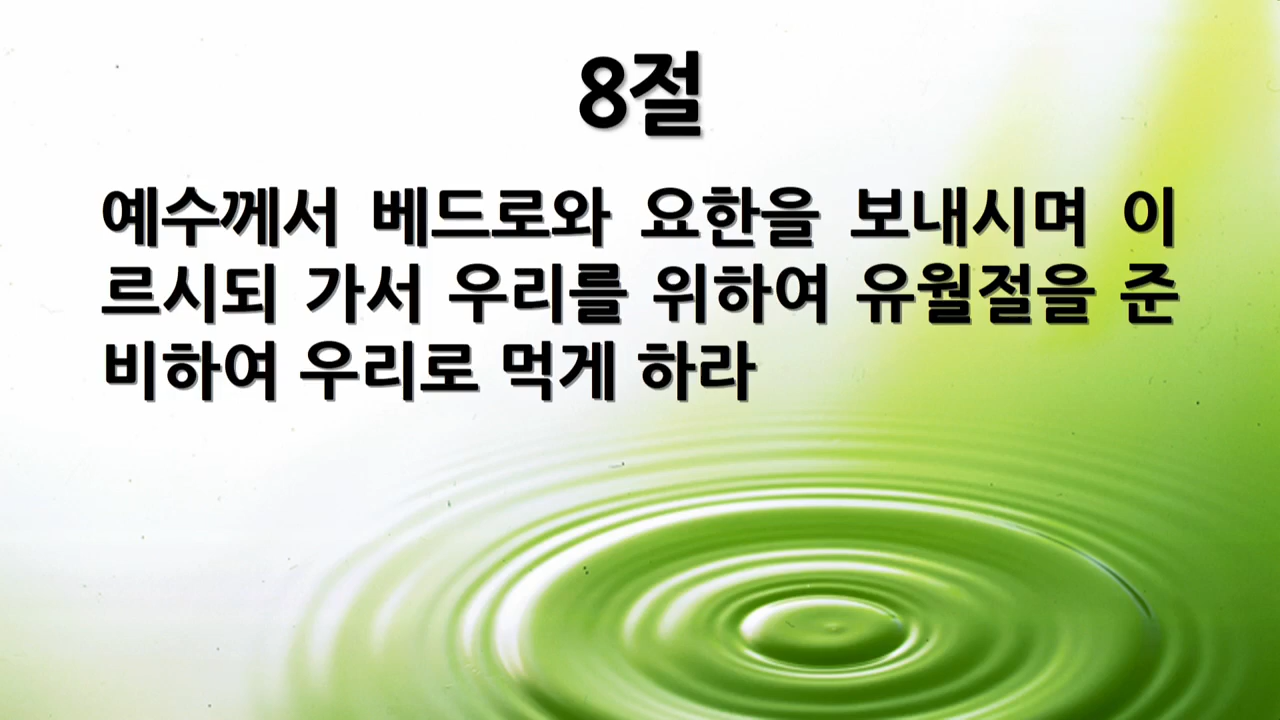 8절
예수께서 베드로와 요한을 보내시며 이
르시되 가서 우리를 위하여 유월절을 준
비하여 우리로 먹게 하라